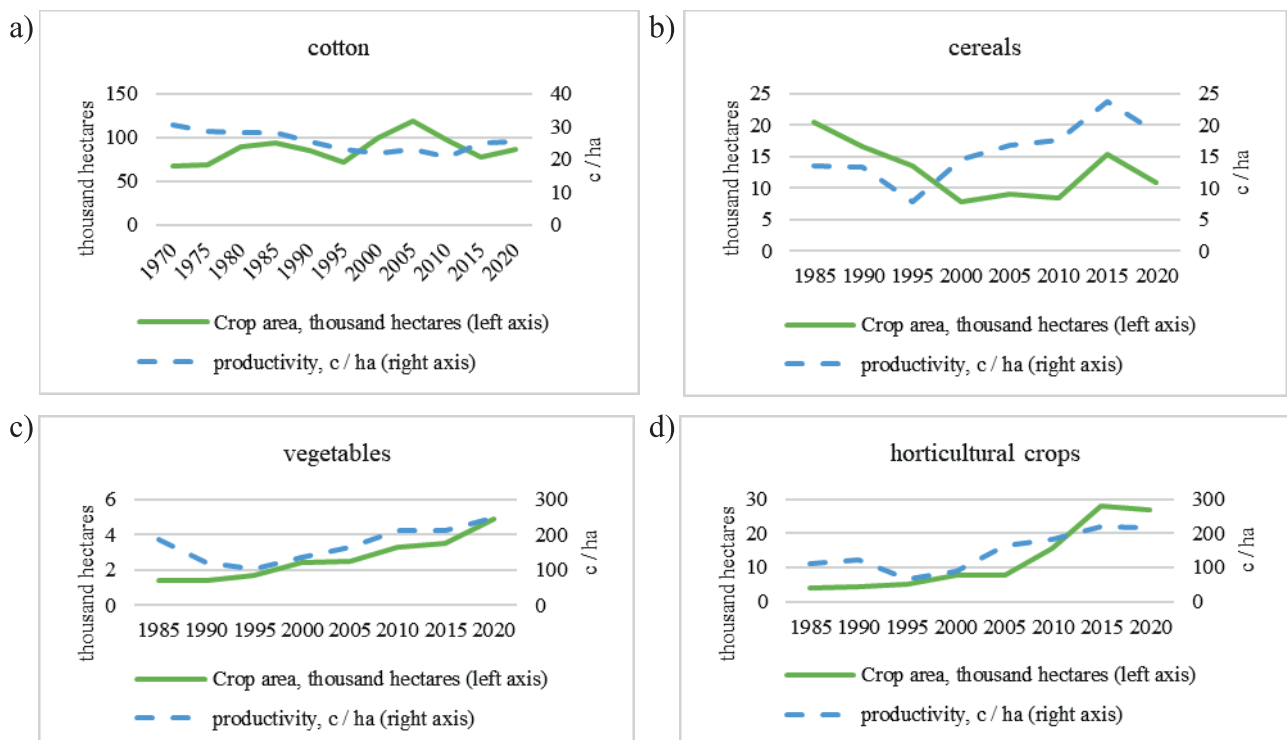 a)
cotton
thousand hectares
150
100
50
0
40
30
20
10
0
c / ha
1970 1975 1980 1985 1990 1995 2000 2005 2010 2015 2020
Crop area, thousand hectares (left axis)
productivity, c / ha (right axis)
b)
cereals
thousand hectares
25
20
15
10
5
0
25
20
15
10
5
0
c / ha
1985 1990 1995 2000 2005 2010 2015 2020
Crop area, thousand hectares (left axis)
productivity, c / ha (right axis)
c)
vegetables
thousand hectares
6
4
2
0
300
200
100
0
c / ha
1985 1990 1995 2000 2005 2010 2015 2020
Crop area, thousand hectares (left axis)
productivity, c / ha (right axis)
d)
horticultural crops
thousand hectares
30
20
10
0
300
200
100
0
c / ha
1985 1990 1995 2000 2005 2010 2015 2020
Crop area, thousand hectares (left axis)
productivity, c / ha (right axis)